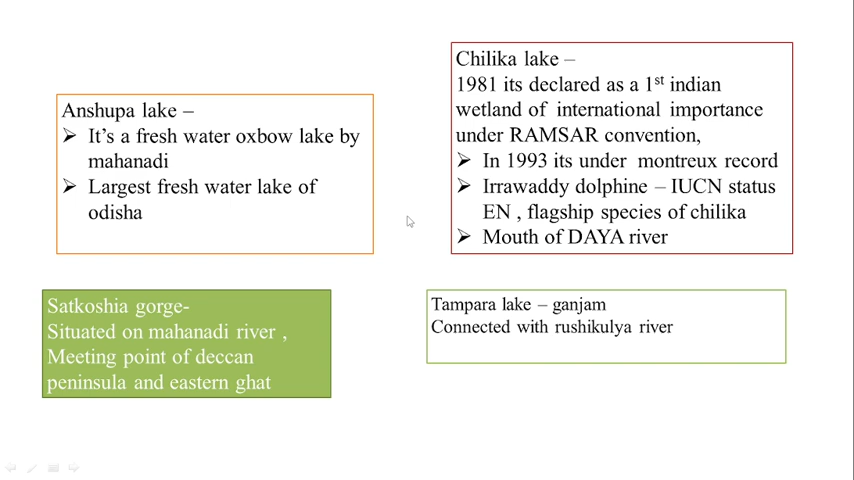 Anshupa lake –
➢ It's a fresh water oxbow lake by
mahanadi
➢ Largest fresh water lake of
odisha
Chilika lake –
1981 its declared as a 1st indian
wetland of international importance
under RAMSAR convention,
➢ In 1993 its under montreux record
➢ Irrawaddy dolphine – IUCN status
EN , flagship species of chilika
➢ Mouth of DAYA river
Satkoshia gorge-
Situated on mahanadi river ,
Meeting point of deccan
peninsula and eastern ghat
Tampara lake – ganjam
Connected with rushikulya river